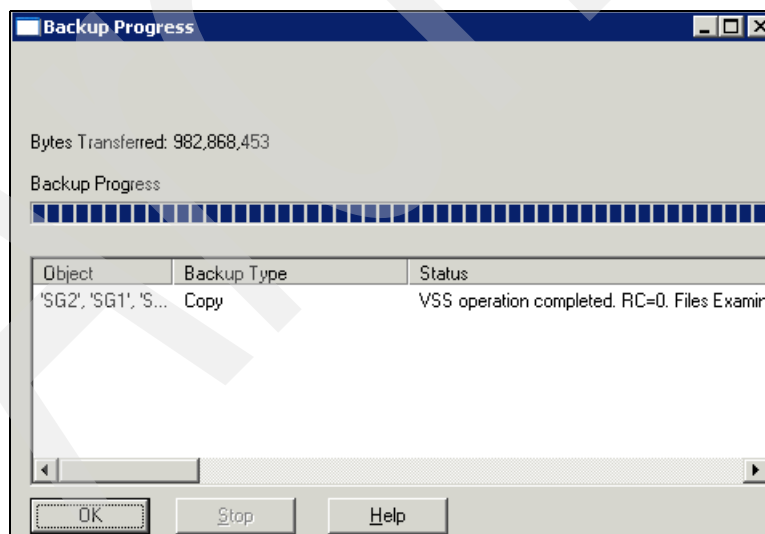 Backup Progress
Bytes Transferred: 982,868,453
Backup Progress
Object Backup Type Status
'SG2', 'SG1', 'S... Copy VSS operation completed. RC=0. Files Examin
OK Stop Help